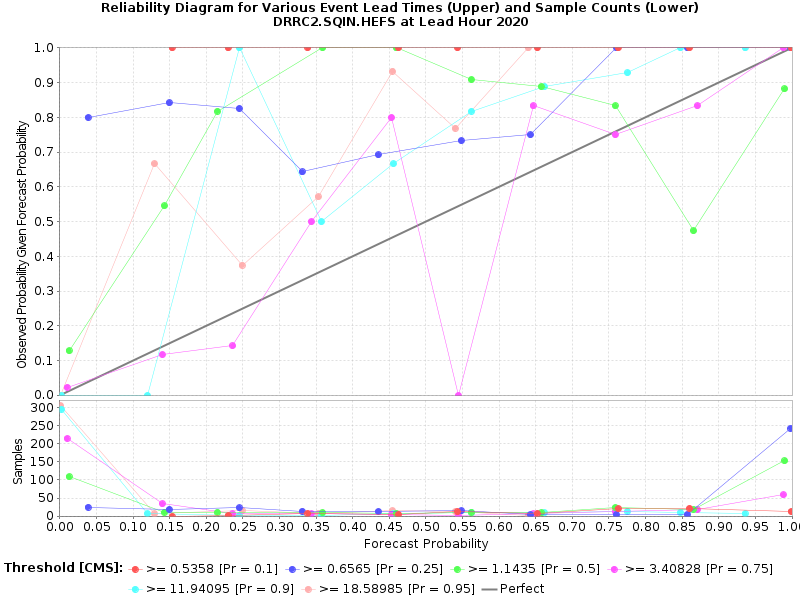 Reliability Diagram for Various Event Lead Times (Upper) and Sample Counts (Lower)
DRRC2.SQIN.HEFS at Lead Hour 2020
Observed Probability Given Forecast Probability
1.0
0.9
0.8
0.7
0.6
0.5
0.4
0.3
0.2
0.1
0.0
Samples
300
250
200
150
100
50
0
0.00 0.05 0.10 0.15 0.20 0.25 0.30 0.35 0.40 0.45 0.50 0.55 0.60 0.65 0.70 0.75 0.80 0.85 0.90 0.95 1.0
Forecast Probability
Threshold [CMS]: >= 0.5358 [Pr = 0.1] >= 0.6565 [Pr = 0.25] >= 1.1435 [Pr = 0.5] >= 3.40828 [Pr = 0.75]
>= 11.94095 [Pr = 0.9] >= 18.58985 [Pr = 0.95] Perfect